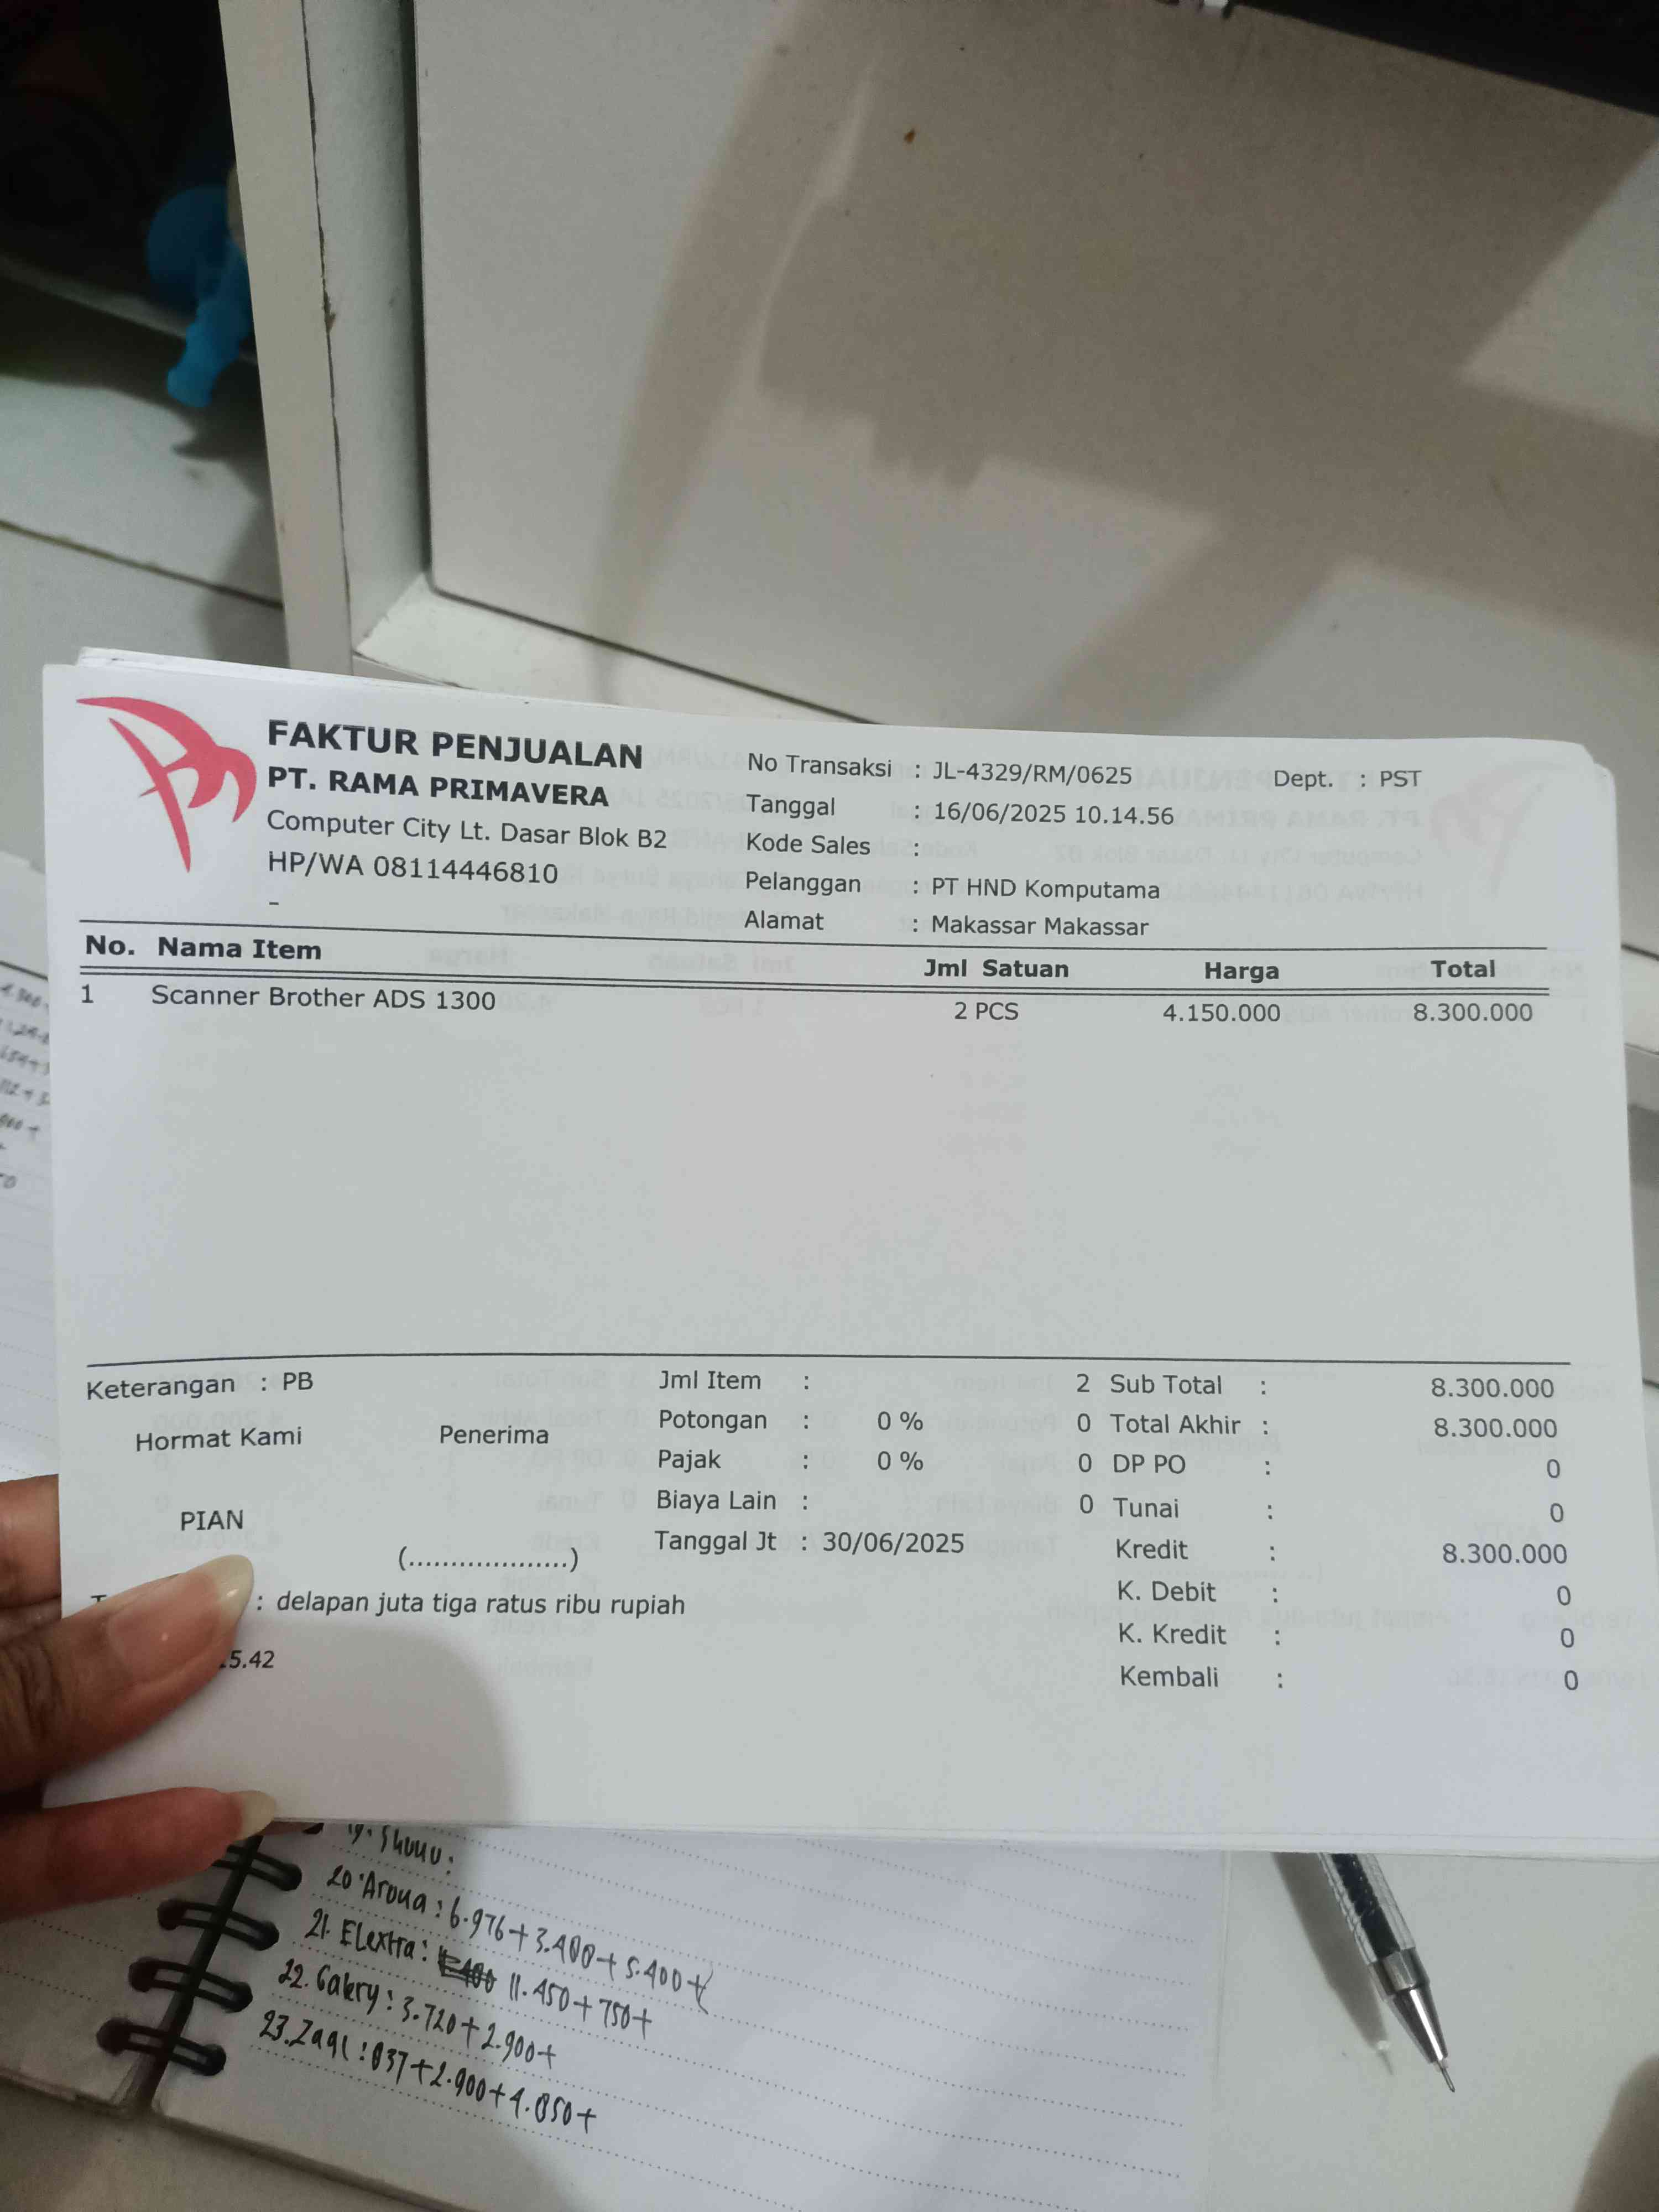 FAKTUR PENJUALAN
PT. RAMA PRIMAVERA
Computer City Lt. Dasar Blok B2
HP/WA 08114446810
-
No Transaksi : JL-4329/RM/0625 Dept. : PST
Tanggal : 16/06/2025 10.14.56
Kode Sales :
Pelanggan : PT HND Komputama
Alamat : Makassar Makassar
No. Nama Item Jml Satuan Harga Total
1 Scanner Brother ADS 1300 2 PCS 4.150.000 8.300.000
Keterangan : PB
Hormat Kami Penerima
PIAN
(...................)
: delapan juta tiga ratus ribu rupiah
5.42
Jml Item : 2
Potongan : 0 % 0
Pajak : 0 % 0
Biaya Lain : 0
Tanggal Jt : 30/06/2025
Sub Total : 8.300.000
Total Akhir : 8.300.000
DP PO : 0
Tunai : 0
Kredit : 8.300.000
K. Debit : 0
K. Kredit : 0
Kembali : 0
20. Aroua : 6.976 + 3.400 + 5.400 +
21. Elextra : 11.450 + 750 +
22. Gakry : 3.720 + 2.900 +
23. Zaqi : 837 + 2.900 + 4.850 +